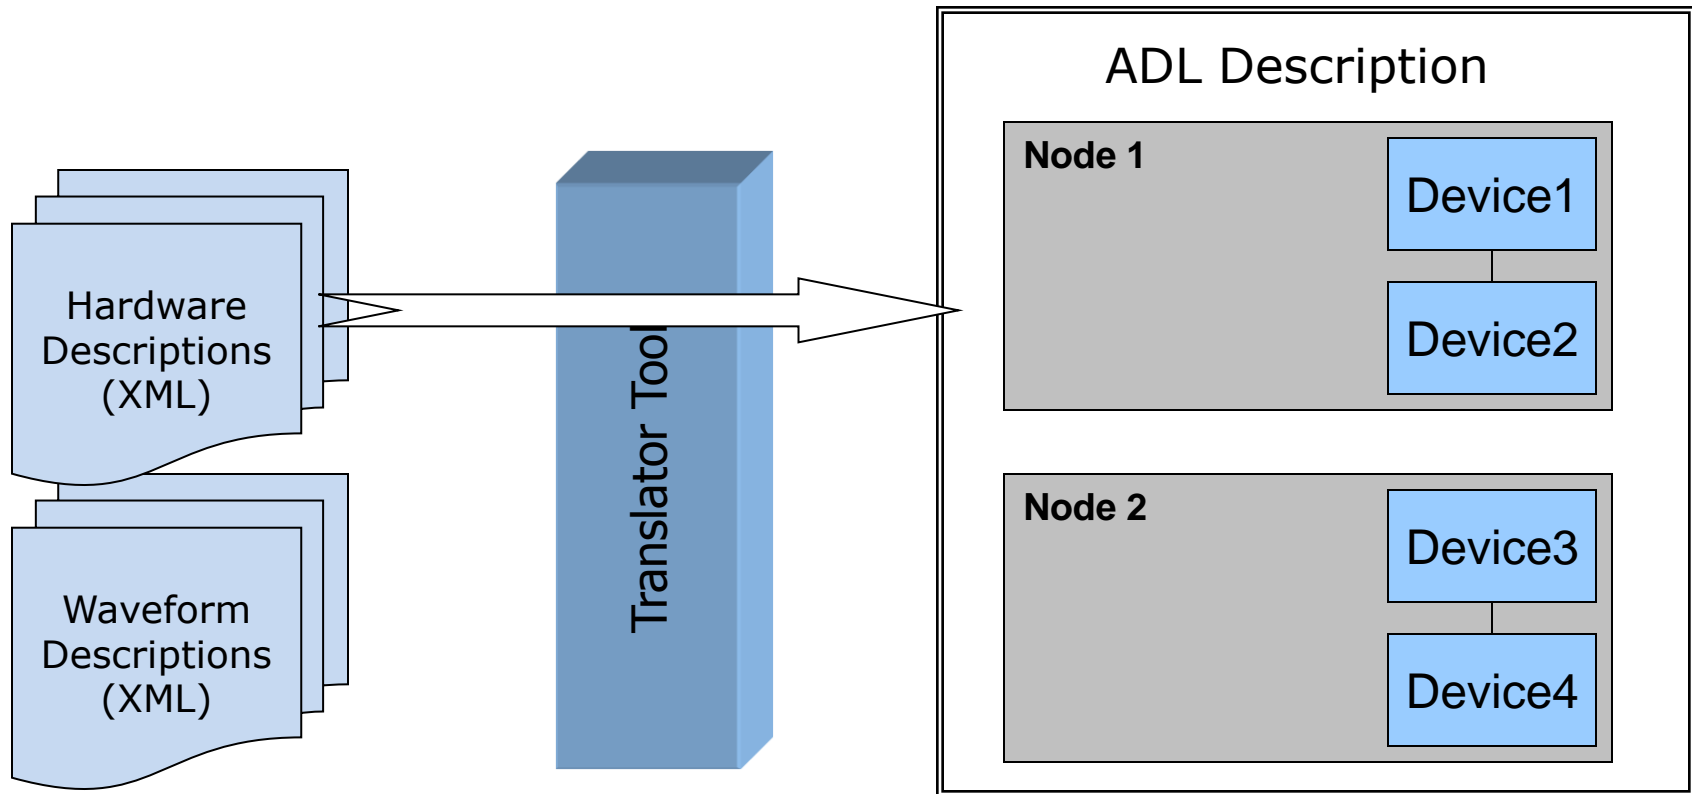 Hardware
Descriptions
(XML)
Waveform
Descriptions
(XML)
Translator Tool
ADL Description
Node 1
Device1
Device2
Node 2
Device3
Device4